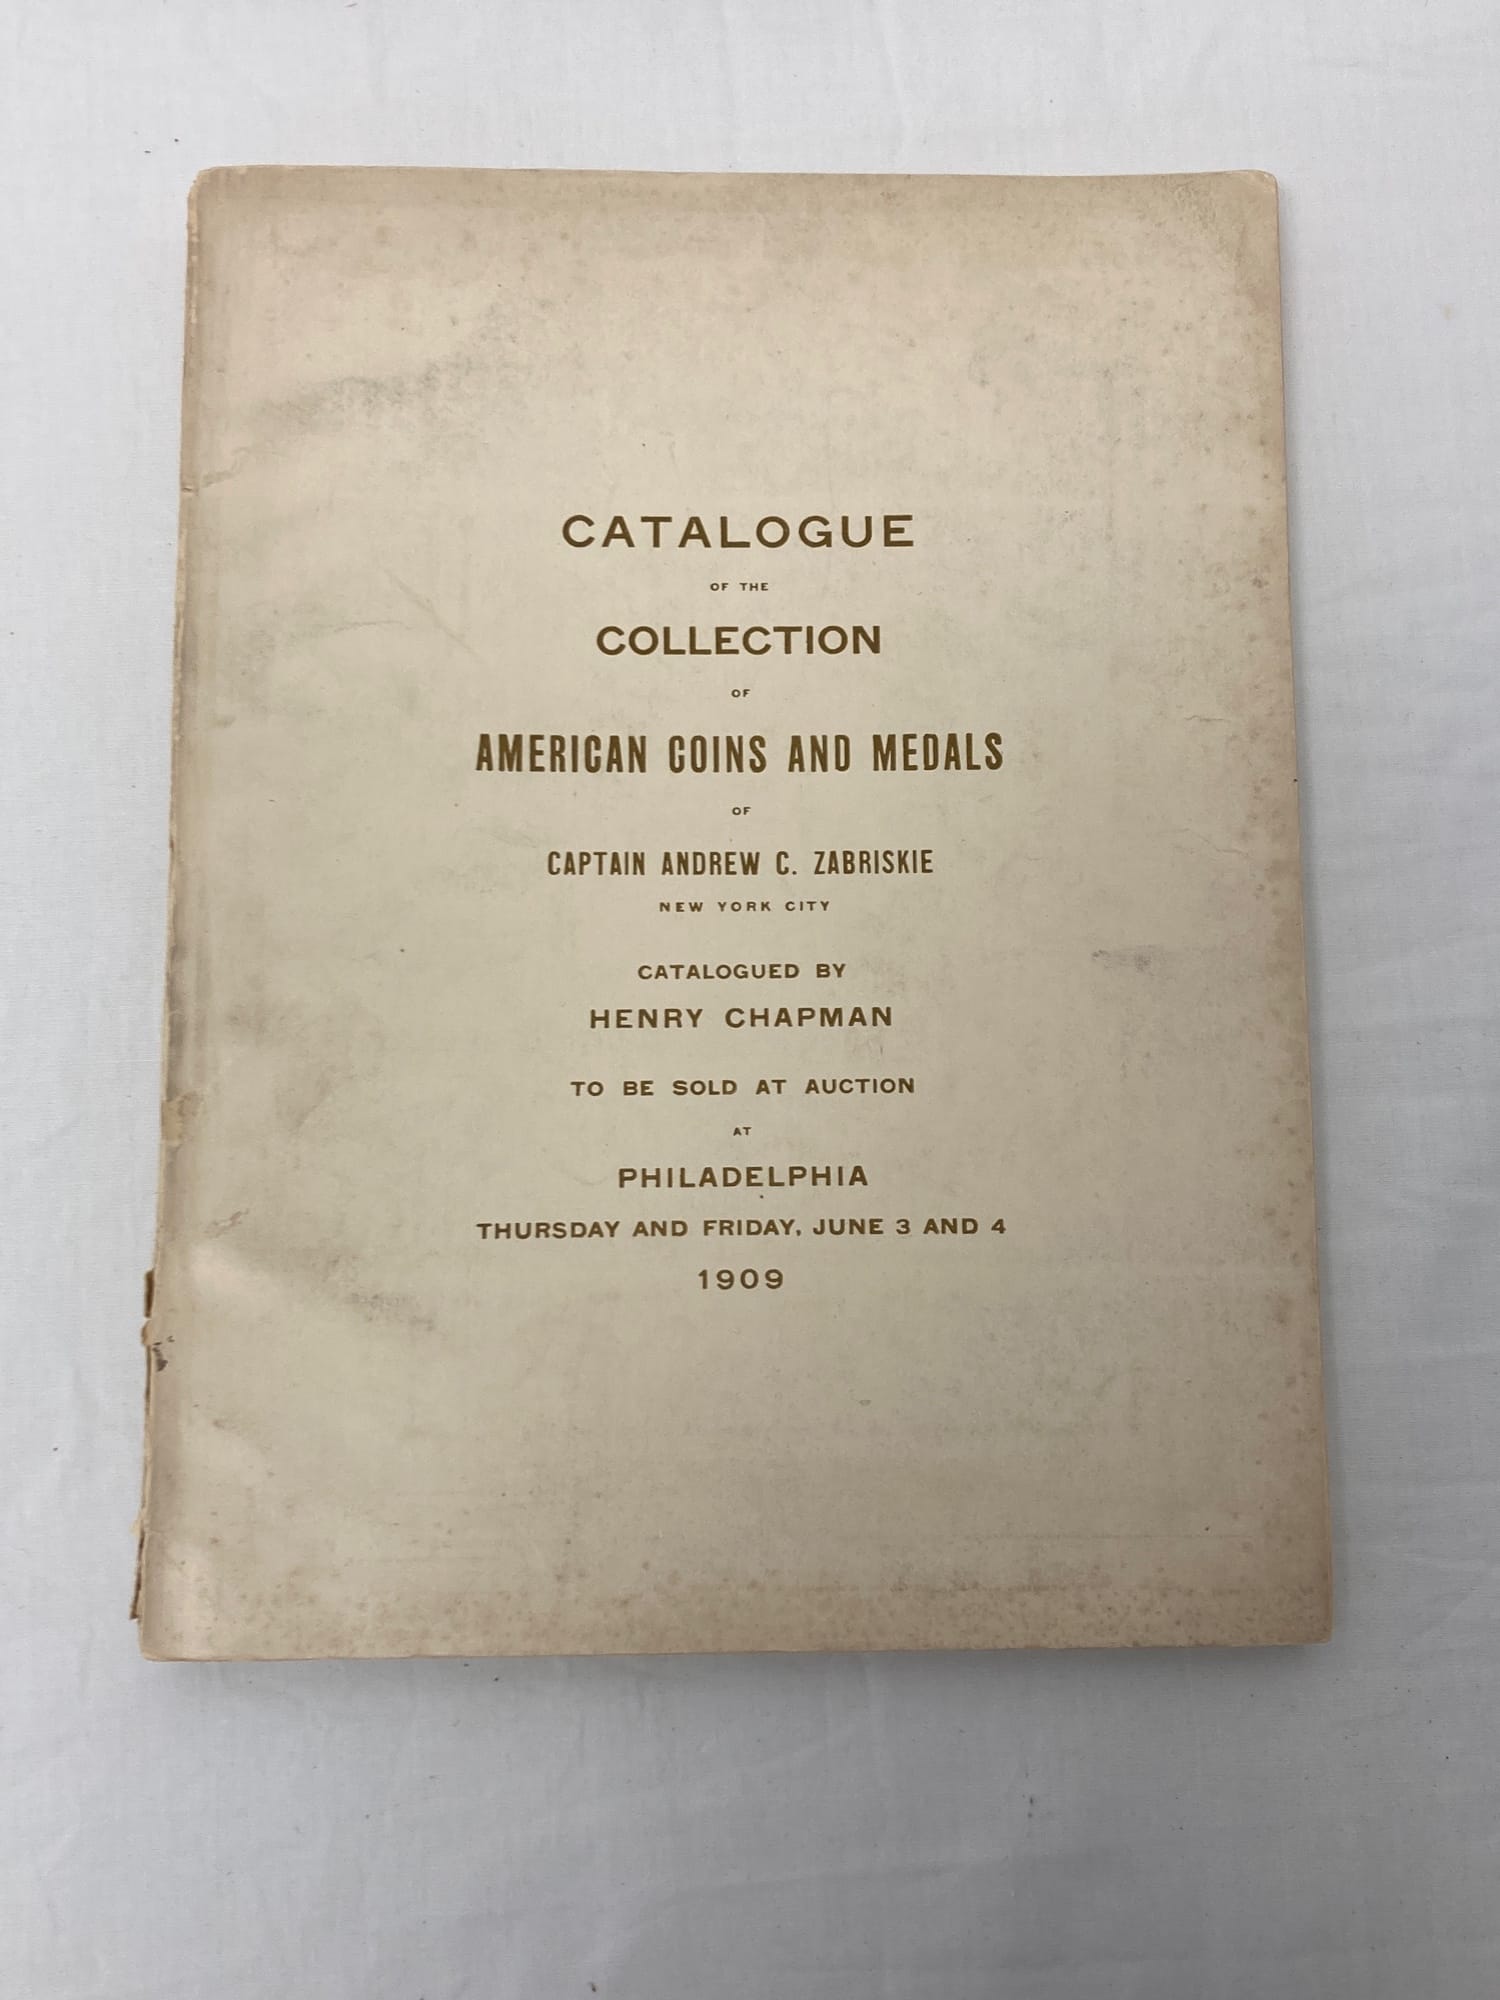 CATALOGUE
OF THE
COLLECTION
OF
AMERICAN COINS AND MEDALS
OF
CAPTAIN ANDREW C. ZABRISKIE
NEW YORK CITY
CATALOGUED BY
HENRY CHAPMAN
TO BE SOLD AT AUCTION
AT
PHILADELPHIA
THURSDAY AND FRIDAY, JUNE 3 AND 4
1909